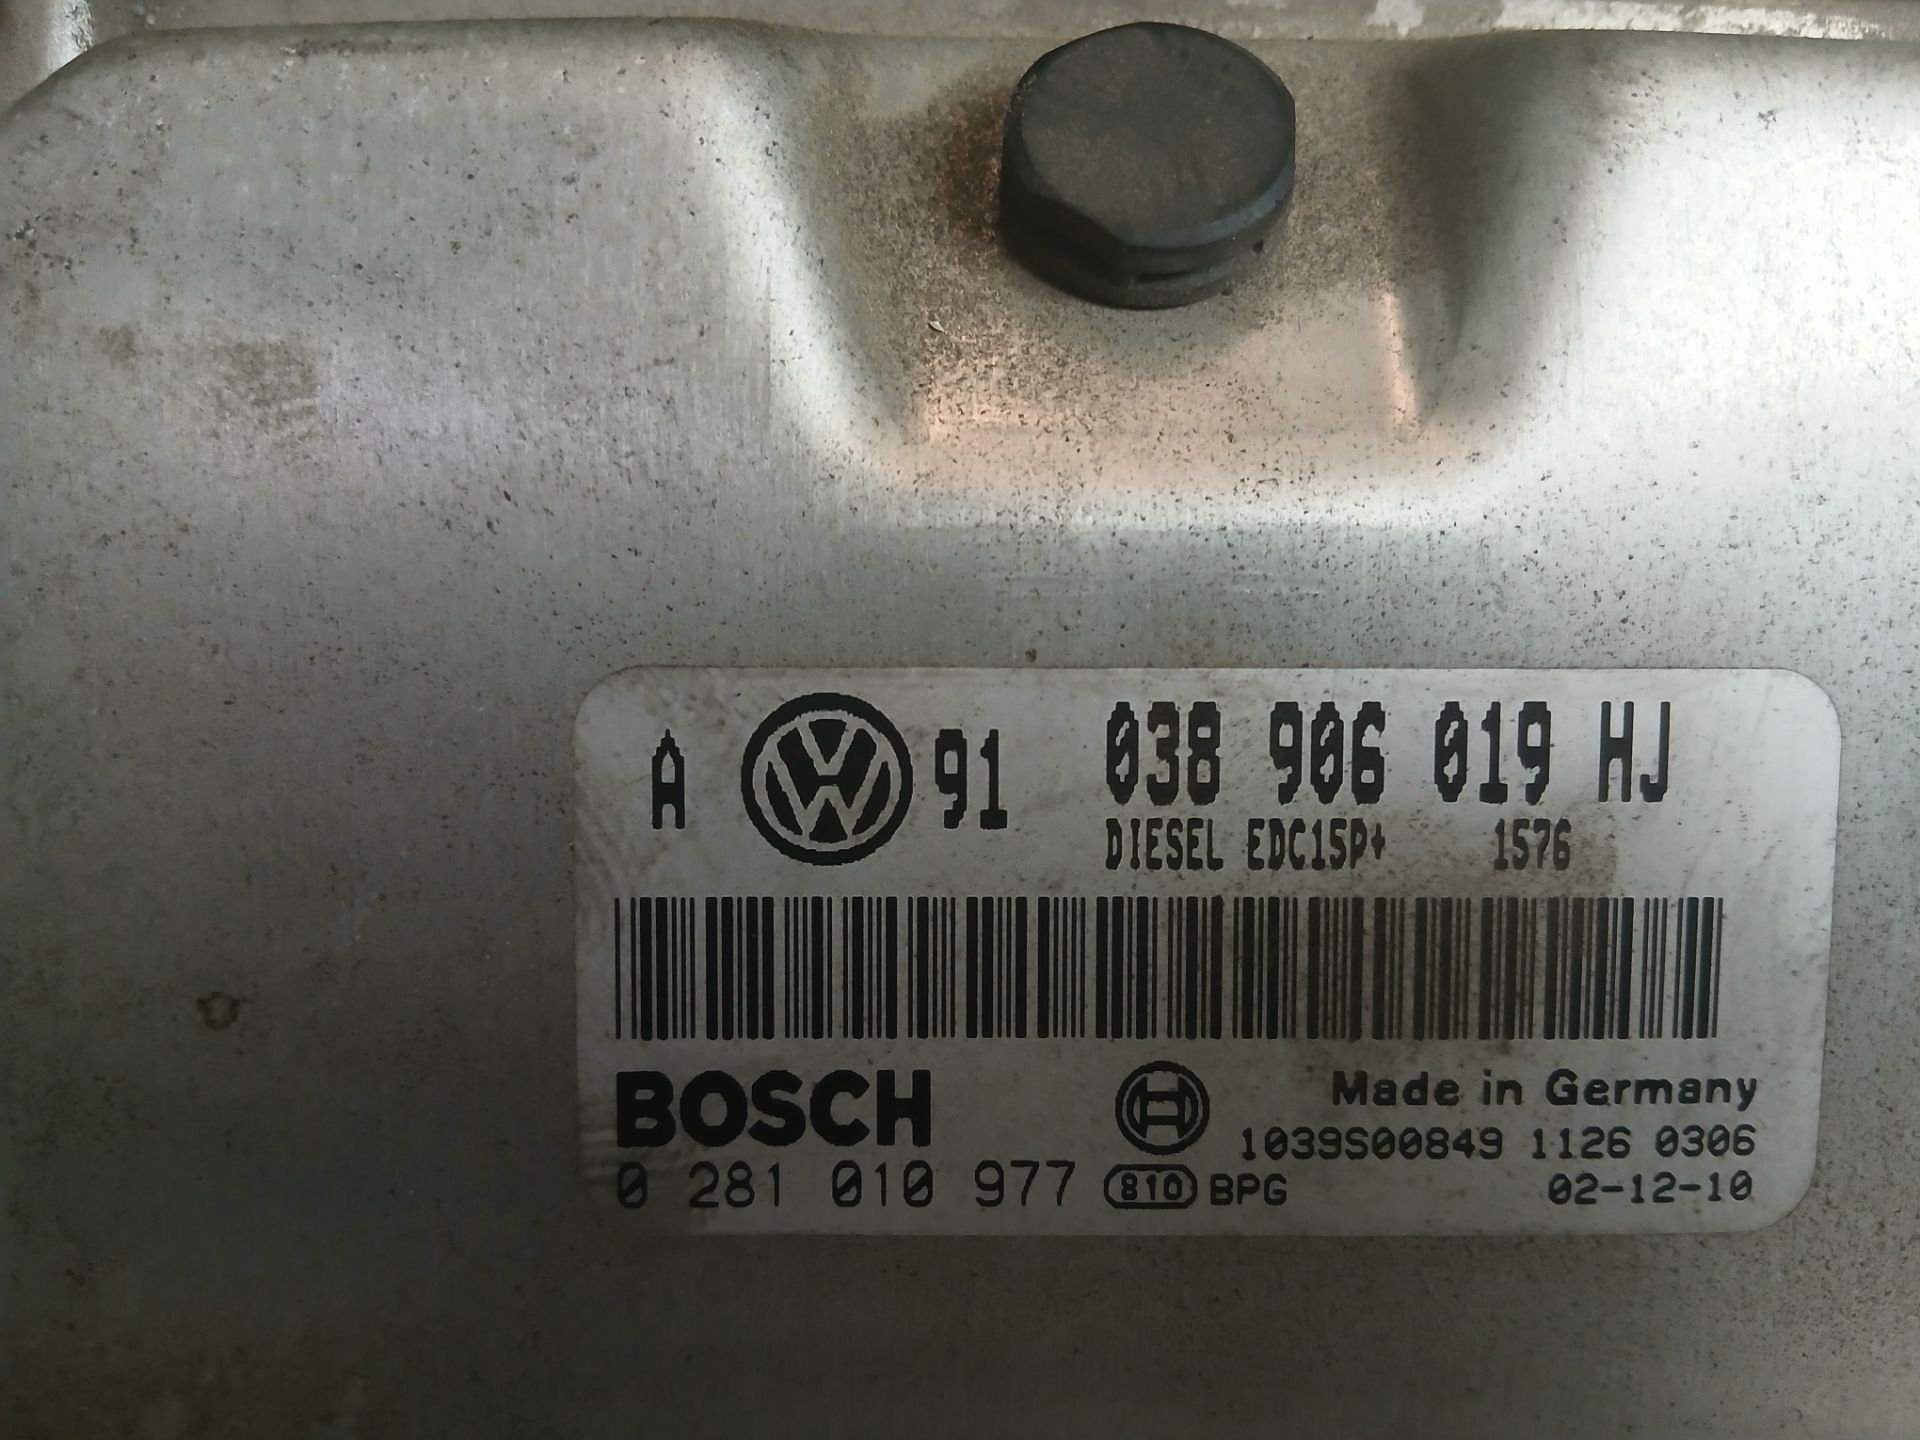 A VW 91 038 906 019 HJ
DIESEL EDC15P+ 1576
BOSCH Made in Germany
1039S00849 1126 0306
0 281 010 977 810 BPG 02-12-10